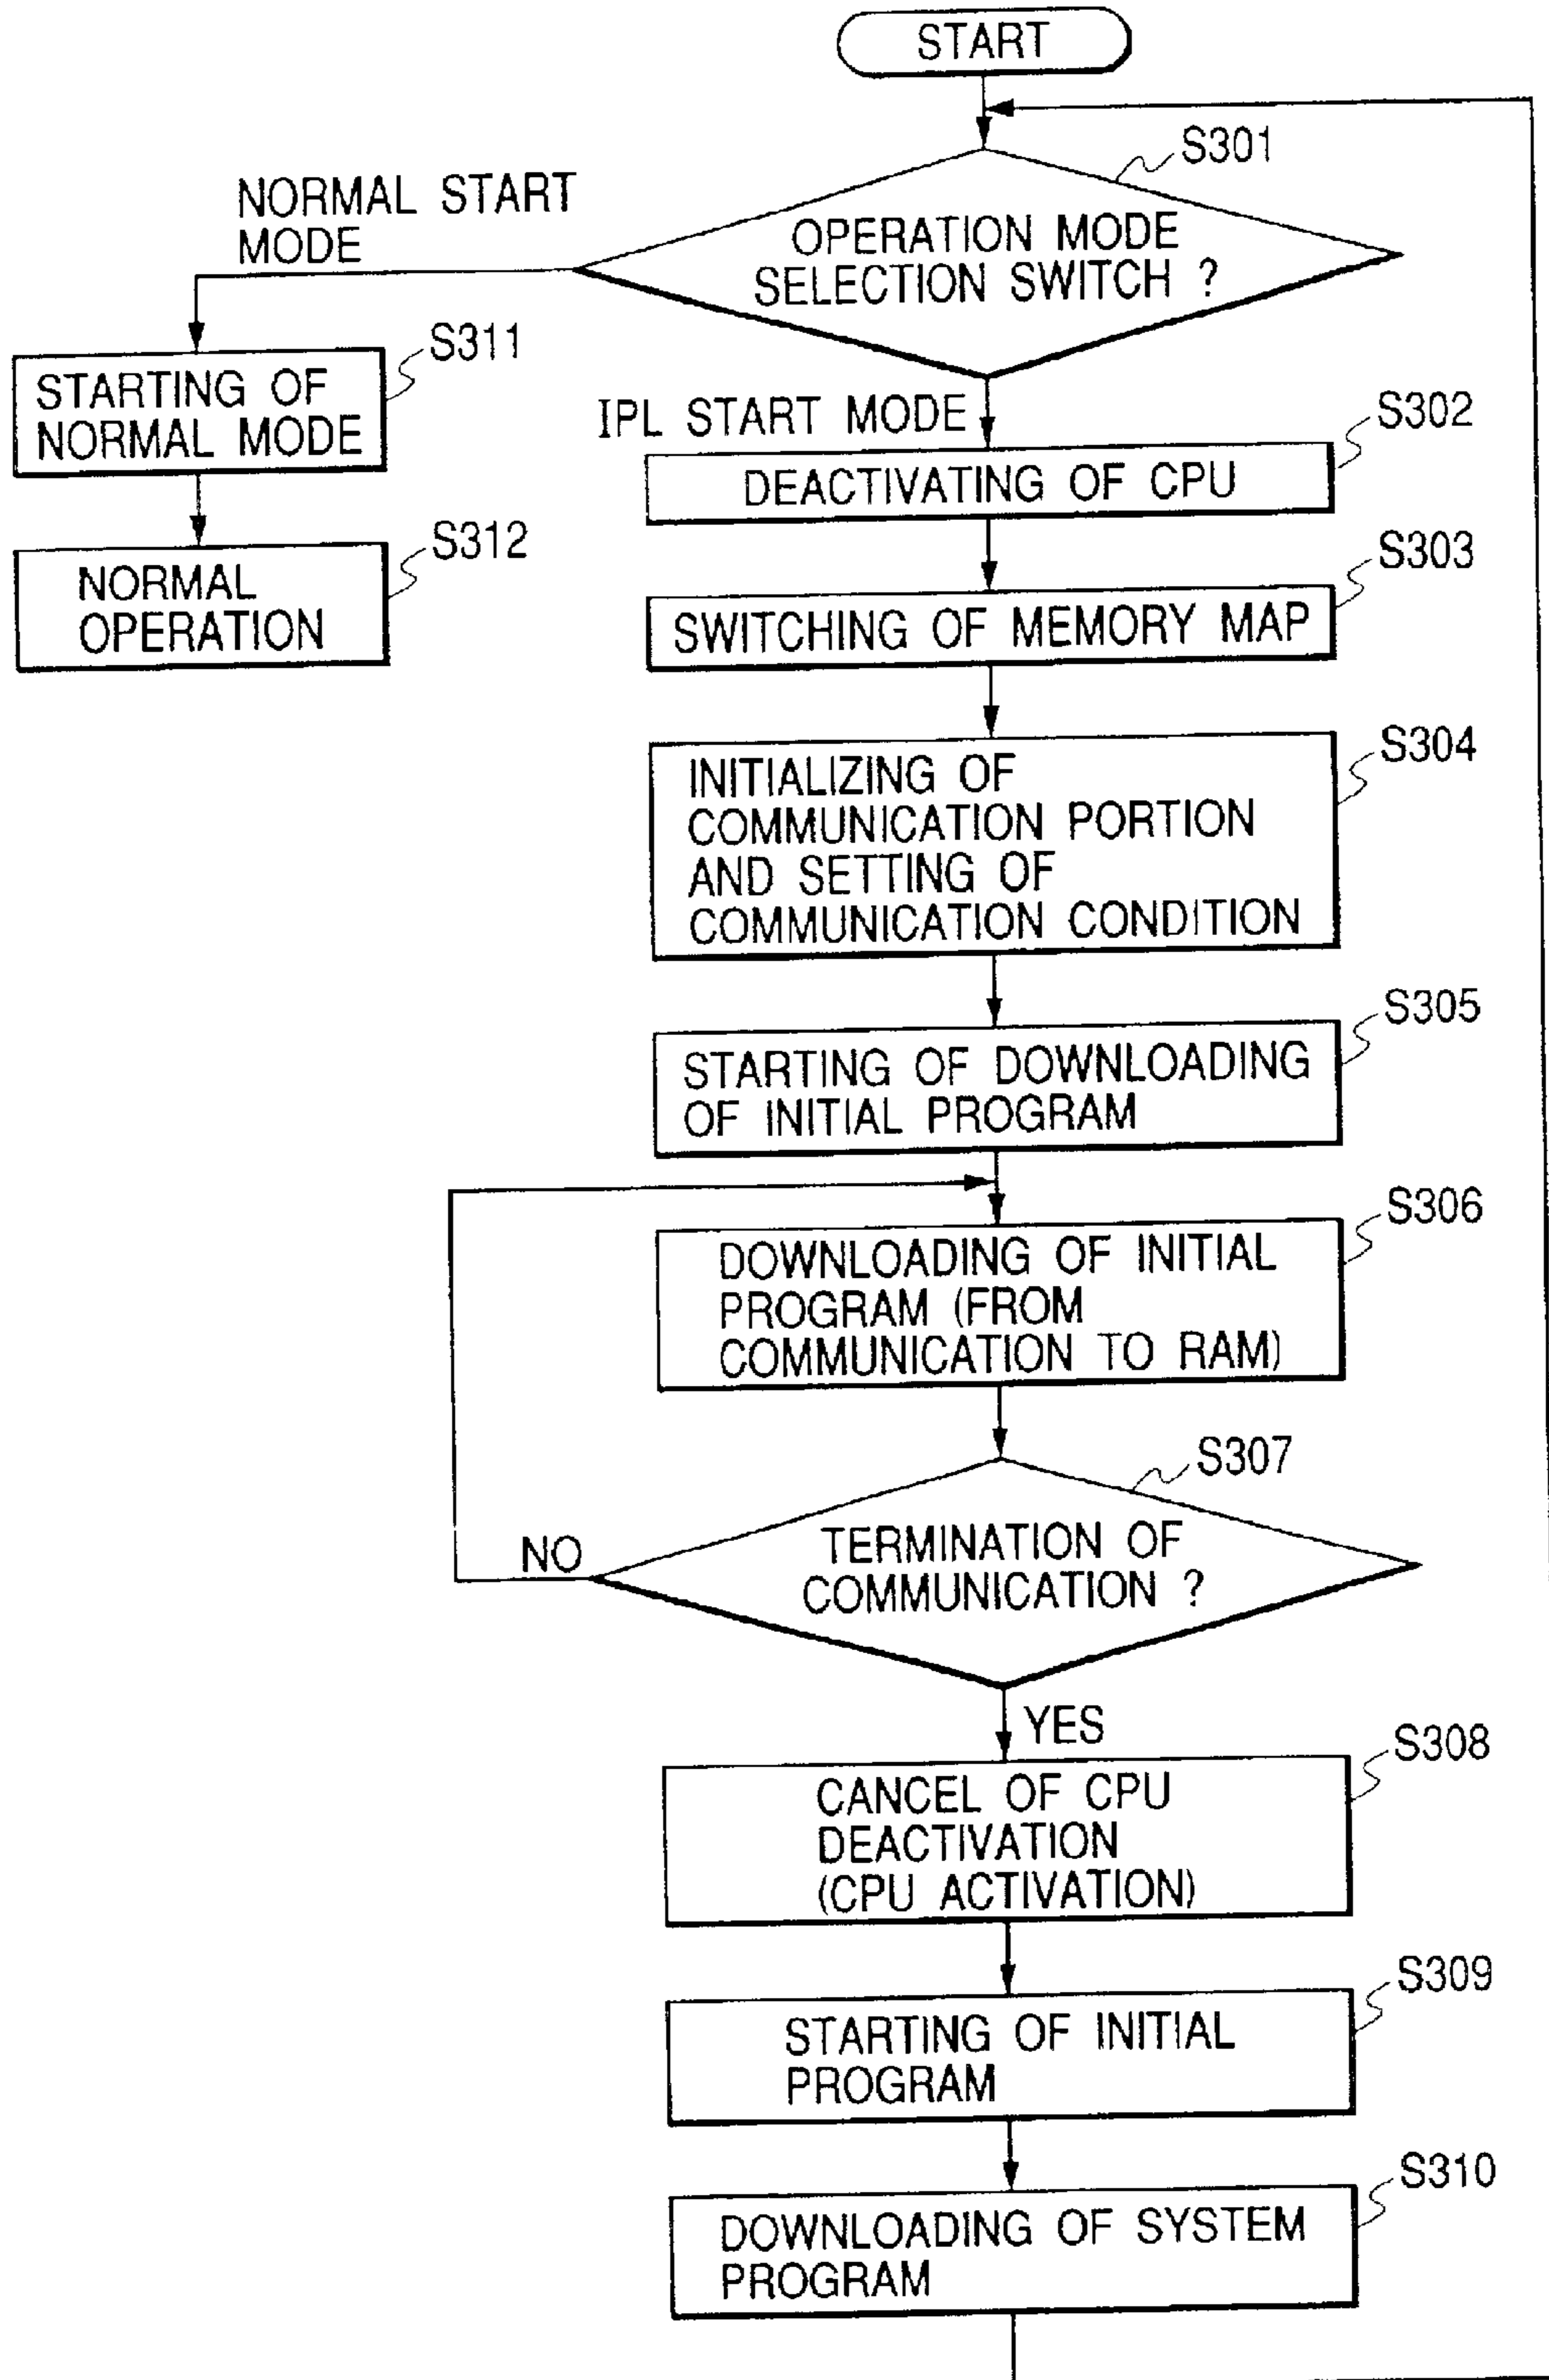 START
S301
NORMAL START
MODE
OPERATION MODE
SELECTION SWITCH ?
S311
STARTING OF
NORMAL MODE
IPL START MODE
S302
DEACTIVATING OF CPU
S312
NORMAL
OPERATION
S303
SWITCHING OF MEMORY MAP
S304
INITIALIZING OF
COMMUNICATION PORTION
AND SETTING OF
COMMUNICATION CONDITION
S305
STARTING OF DOWNLOADING
OF INITIAL PROGRAM
S306
DOWNLOADING OF INITIAL
PROGRAM (FROM
COMMUNICATION TO RAM)
S307
NO
TERMINATION OF
COMMUNICATION ?
YES
S308
CANCEL OF CPU
DEACTIVATION
(CPU ACTIVATION)
S309
STARTING OF INITIAL
PROGRAM
S310
DOWNLOADING OF SYSTEM
PROGRAM